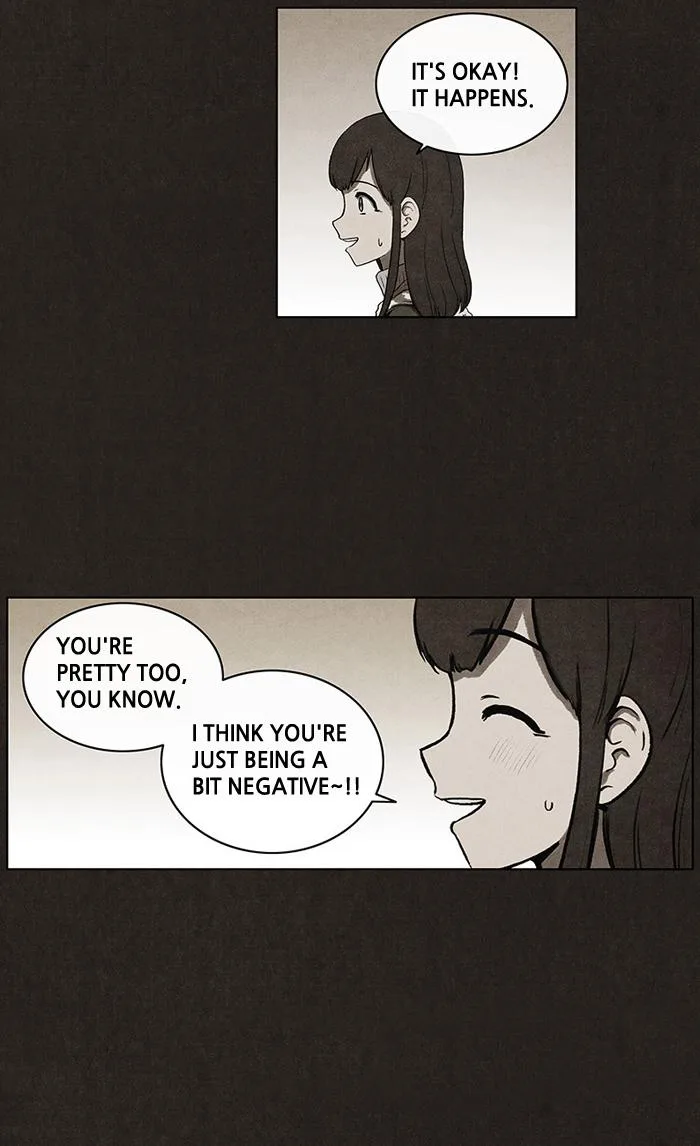 IT'S OKAY!
IT HAPPENS.
YOU'RE
PRETTY TOO,
YOU KNOW.
I THINK YOU'RE
JUST BEING A
BIT NEGATIVE~!!